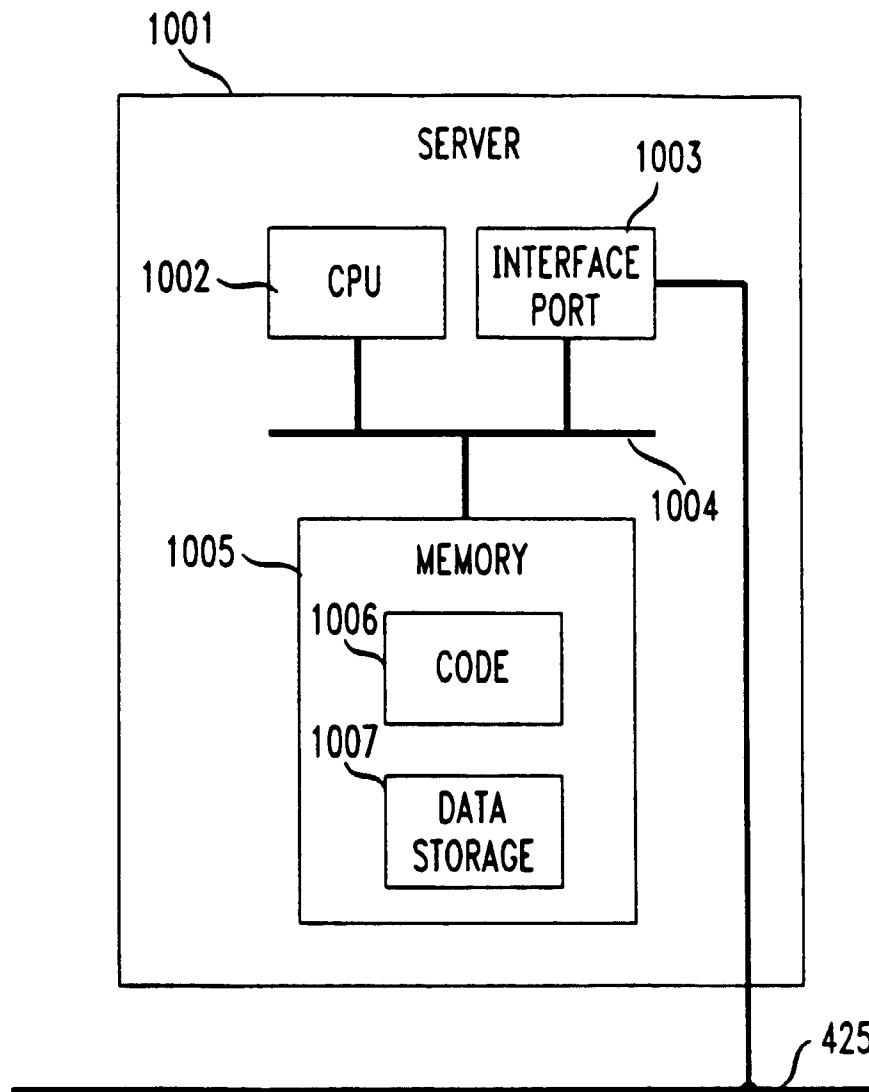 1001
SERVER
1003
1002
CPU
INTERFACE
PORT
1004
1005
MEMORY
1006
CODE
1007
DATA
STORAGE
425